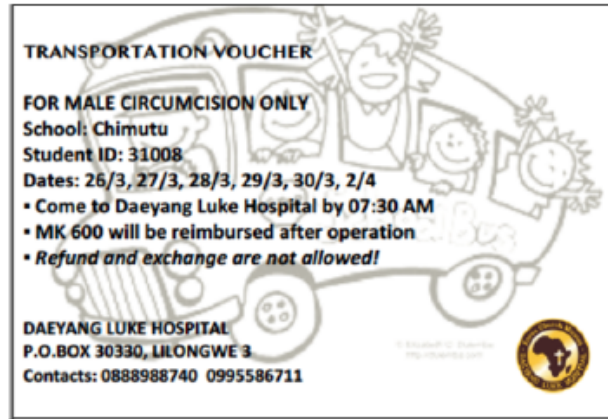 TRANSPORTATION VOUCHER
FOR MALE CIRCUMCISION ONLY
School: Chimutu
Student ID: 31008
Dates: 26/3, 27/3, 28/3, 29/3, 30/3, 2/4
▪ Come to Daeyang Luke Hospital by 07:30 AM
▪ MK 600 will be reimbursed after operation
▪ Refund and exchange are not allowed!
DAEYANG LUKE HOSPITAL
P.O.BOX 30330, LILONGWE 3
Contacts: 0888988740 0995586711